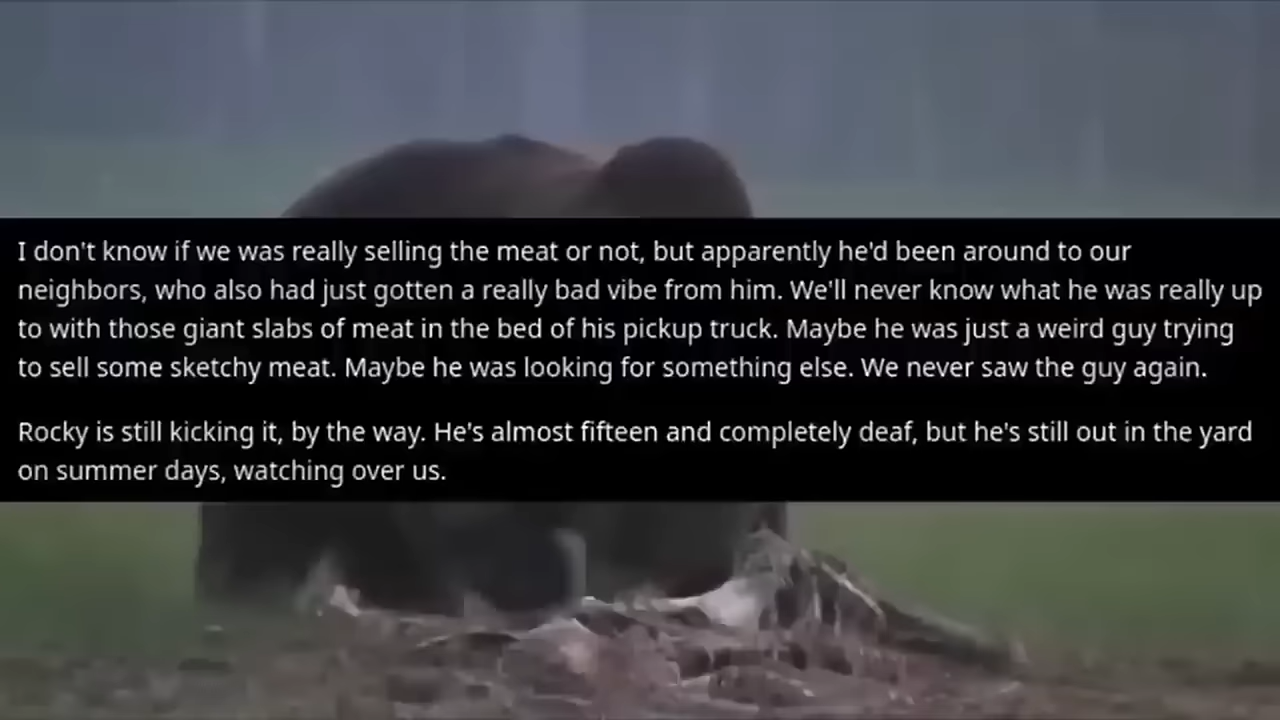 I don't know if we was really selling the meat or not, but apparently he'd been around to our
neighbors, who also had just gotten a really bad vibe from him. We'll never know what he was really up
to with those giant slabs of meat in the bed of his pickup truck. Maybe he was just a weird guy trying
to sell some sketchy meat. Maybe he was looking for something else. We never saw the guy again.
Rocky is still kicking it, by the way. He's almost fifteen and completely deaf, but he's still out in the yard
on summer days, watching over us.